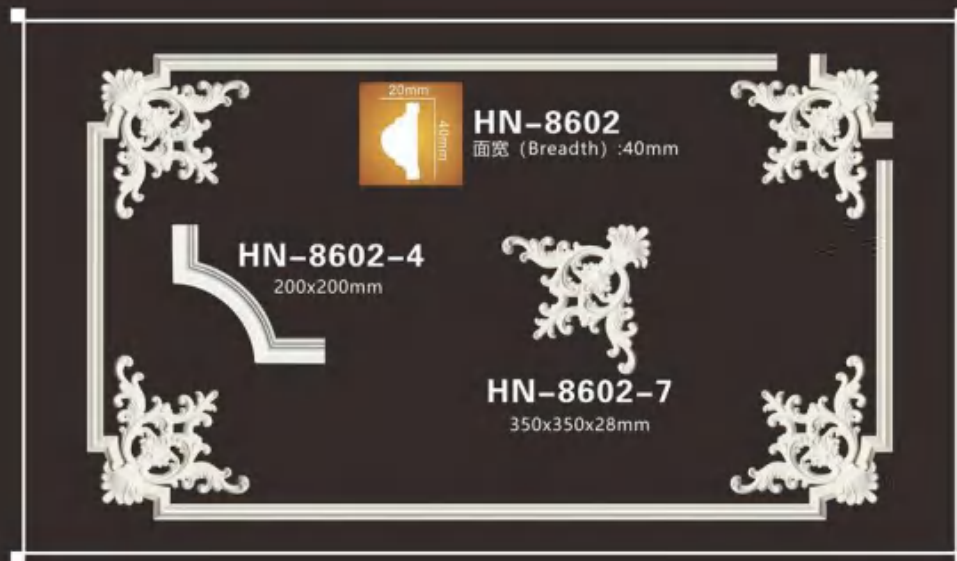 20mm
40mm
HN-8602
面宽 (Breadth) :40mm
HN-8602-4
200x200mm
HN-8602-7
350x350x28mm